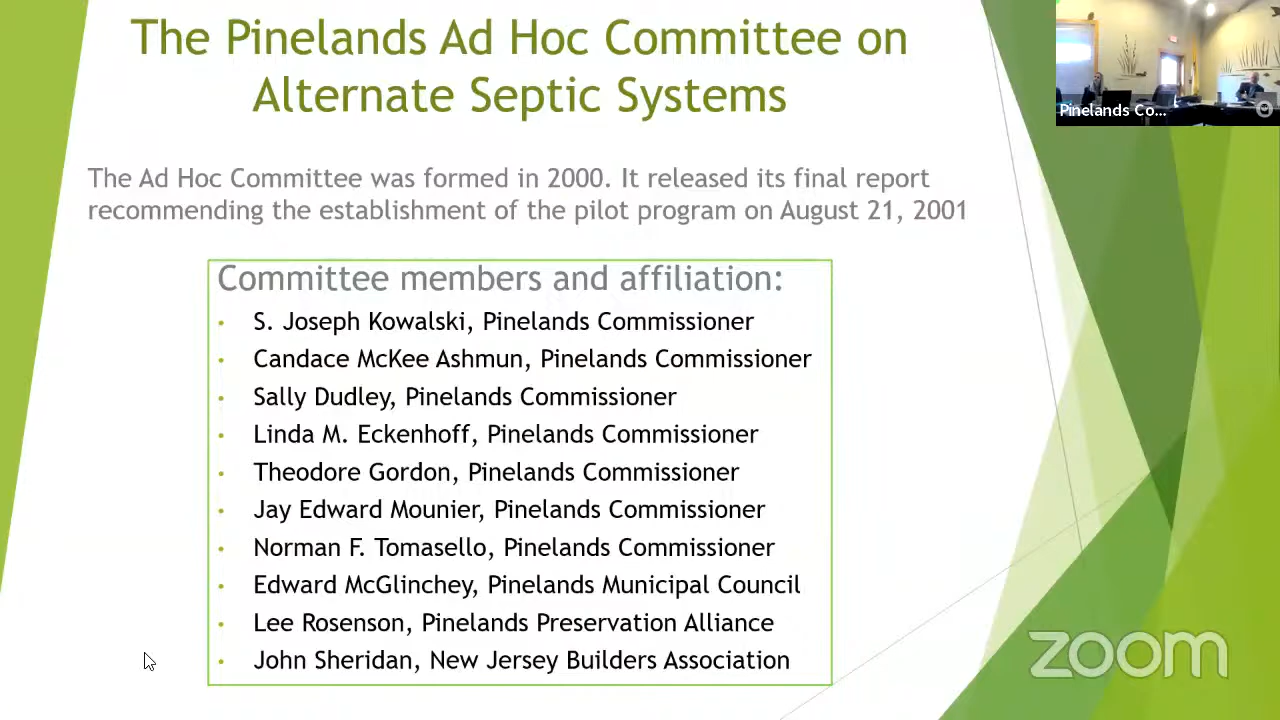 The Pinelands Ad Hoc Committee on
Alternate Septic Systems
Pinelands Co...
The Ad Hoc Committee was formed in 2000. It released its final report
recommending the establishment of the pilot program on August 21, 2001
Committee members and affiliation:
• S. Joseph Kowalski, Pinelands Commissioner
• Candace McKee Ashmun, Pinelands Commissioner
• Sally Dudley, Pinelands Commissioner
• Linda M. Eckenhoff, Pinelands Commissioner
• Theodore Gordon, Pinelands Commissioner
• Jay Edward Mounier, Pinelands Commissioner
• Norman F. Tomasello, Pinelands Commissioner
• Edward McGlinchey, Pinelands Municipal Council
• Lee Rosenson, Pinelands Preservation Alliance
• John Sheridan, New Jersey Builders Association
zoom